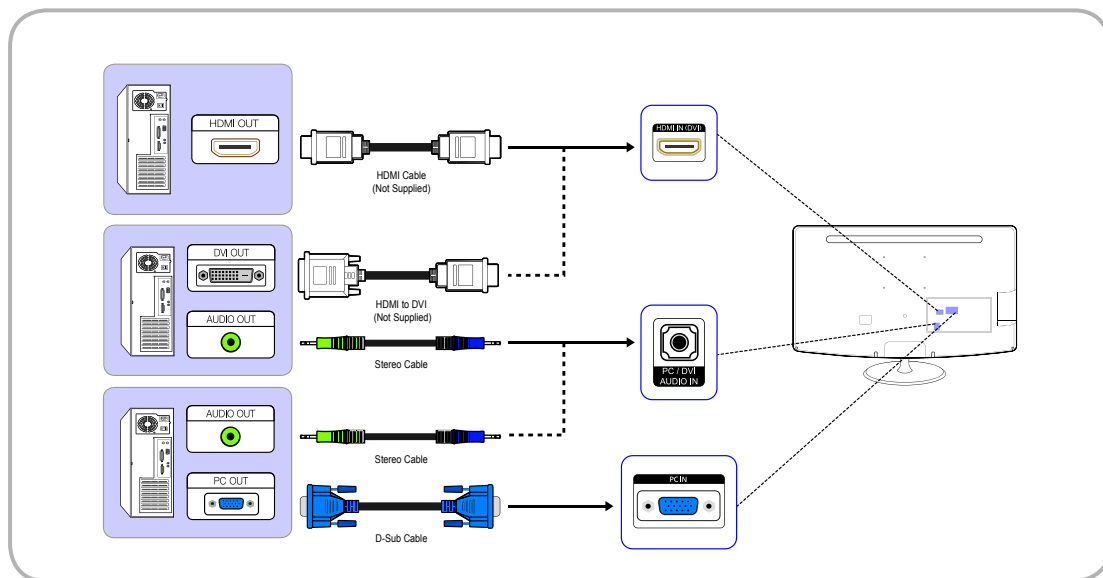 HDMI OUT
HDMI Cable
(Not Supplied)
HDMI IN (DVI)
DVI OUT
HDMI to DVI
(Not Supplied)
AUDIO OUT
Stereo Cable
PC / DVI
AUDIO IN
AUDIO OUT
Stereo Cable
PC OUT
D-Sub Cable
PC IN